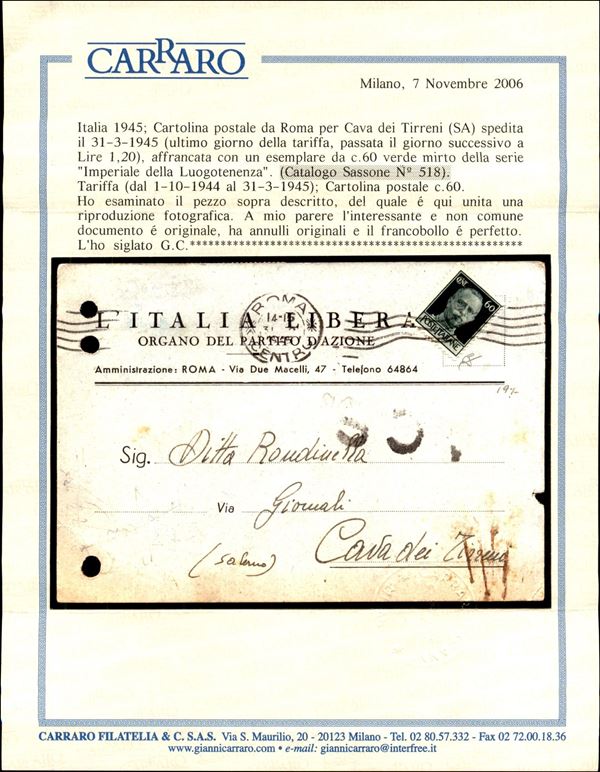 CARRARO
Milano, 7 Novembre 2006
Italia 1945; Cartolina postale da Roma per Cava dei Tirreni (SA) spedita
il 31-3-1945 (ultimo giorno della tariffa, passata il giorno successivo a
Lire 1,20), affrancata con un esemplare da c.60 verde mirto della serie
"Imperiale della Luogotenenza". (Catalogo Sassone Nº 518).
Tariffa (dal 1-10-1944 al 31-3-1945); Cartolina postale c.60.
Ho esaminato il pezzo sopra descritto, del quale é qui unita una
riproduzione fotografica. A mio parere l'interessante e non comune
documento é originale, ha annulli originali e il francobollo é perfetto.
L'ho siglato G.C.******************************************************
ROMA
14-15
CENTRO
60
L'ITALIA LIBERA
ORGANO DEL PARTITO D'AZIONE
Amministrazione: ROMA - Via Due Macelli, 47 - Telefono 64864
Sig. Ditta Rondinella
Via Giornali
(Salerno) Cava dei Tirreni
CARRARO FILATELIA & C. S.A.S. Via S. Maurilio, 20 - 20123 Milano - Tel. 02 80.57.332 - Fax 02 72.00.18.36
www.giannicarraro.com • e-mail: giannicarraro@interfree.it